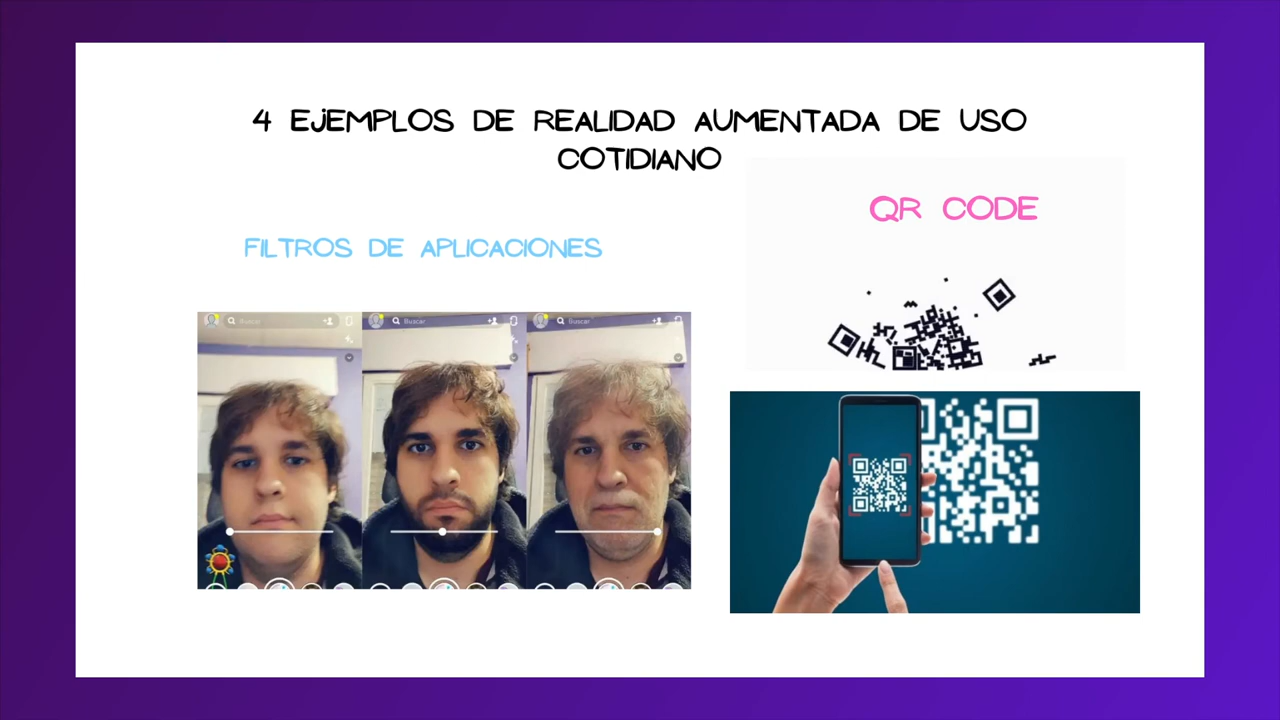 4 EJEMPLOS DE REALIDAD AUMENTADA DE USO
COTIDIANO
QR CODE
FILTROS DE APLICACIONES
Buscar
Buscar
Buscar